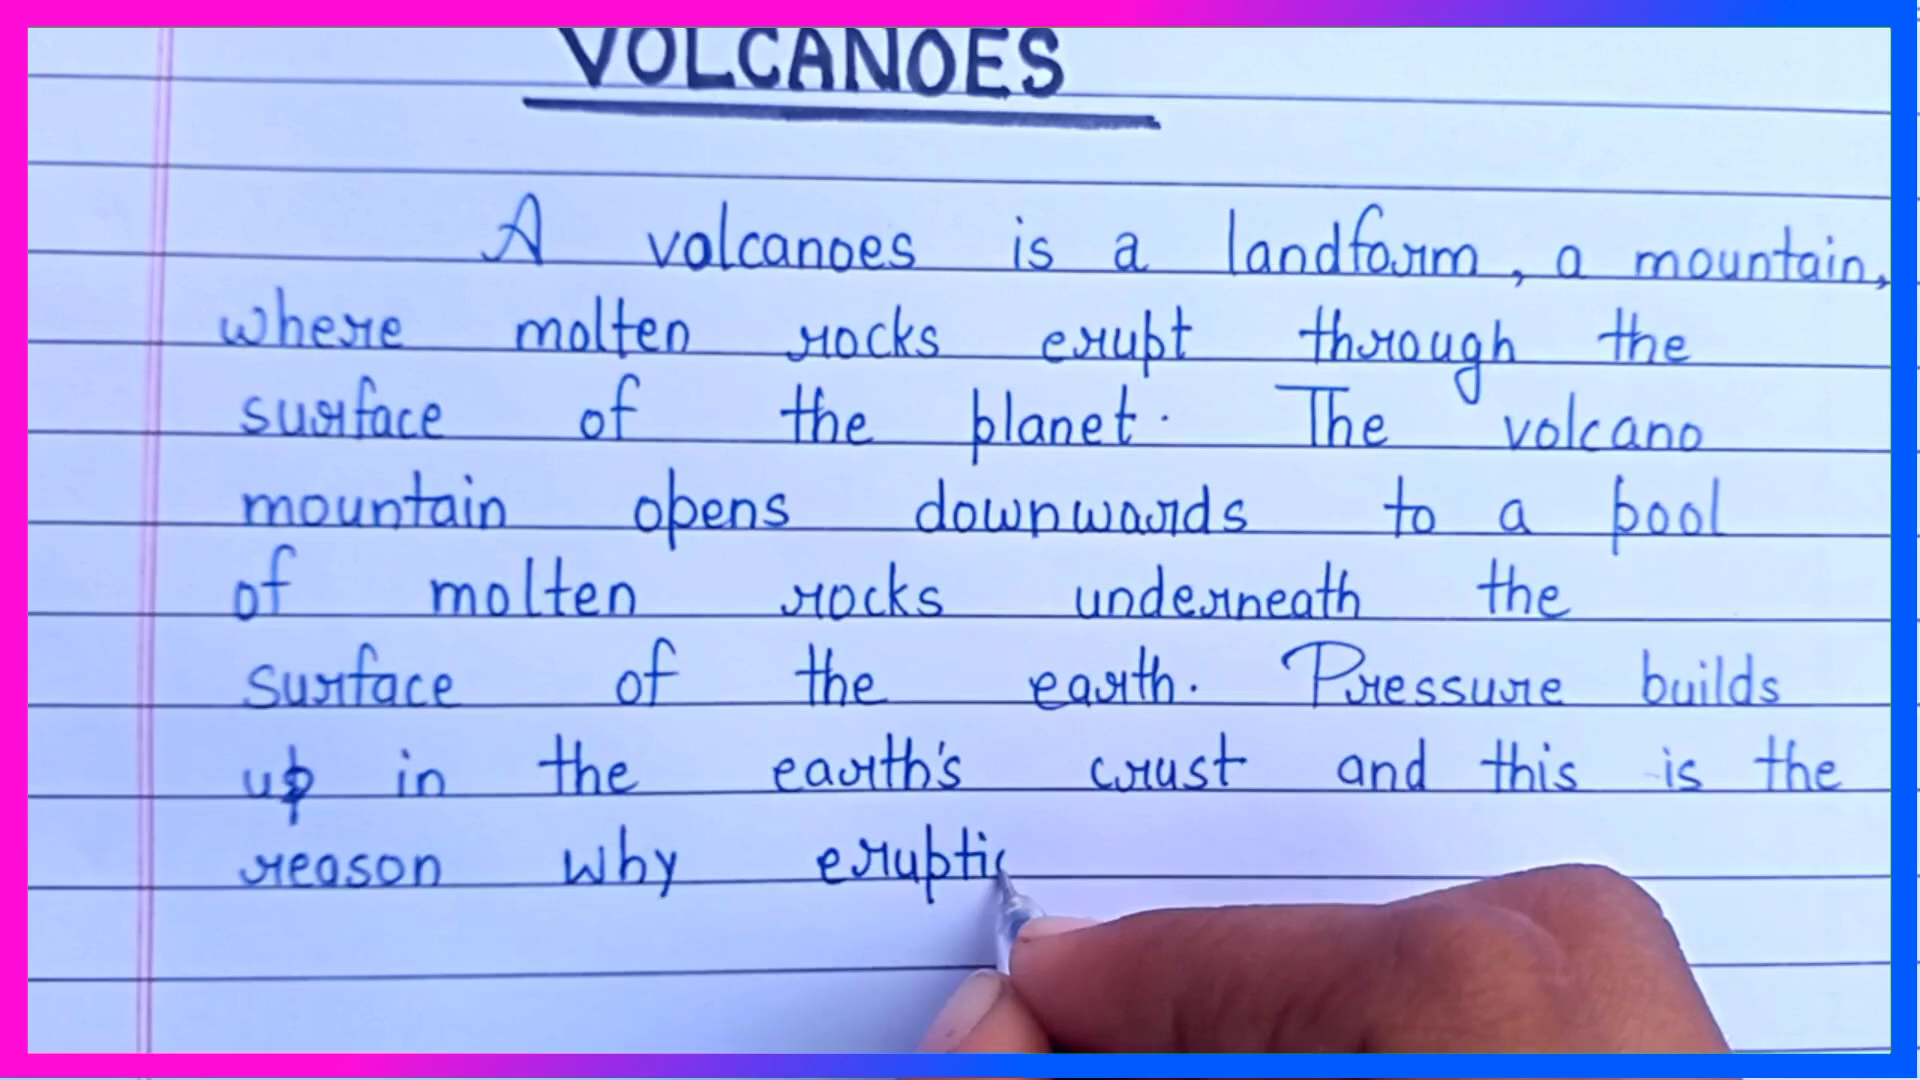 VOLCANOES
A volcanoes is a landform, a mountain,
where molten rocks erupt through the
surface of the planet. The volcano
mountain opens downwards to a pool
of molten rocks underneath the
surface of the earth. Pressure builds
up in the earth's crust and this is the
reason why erupti